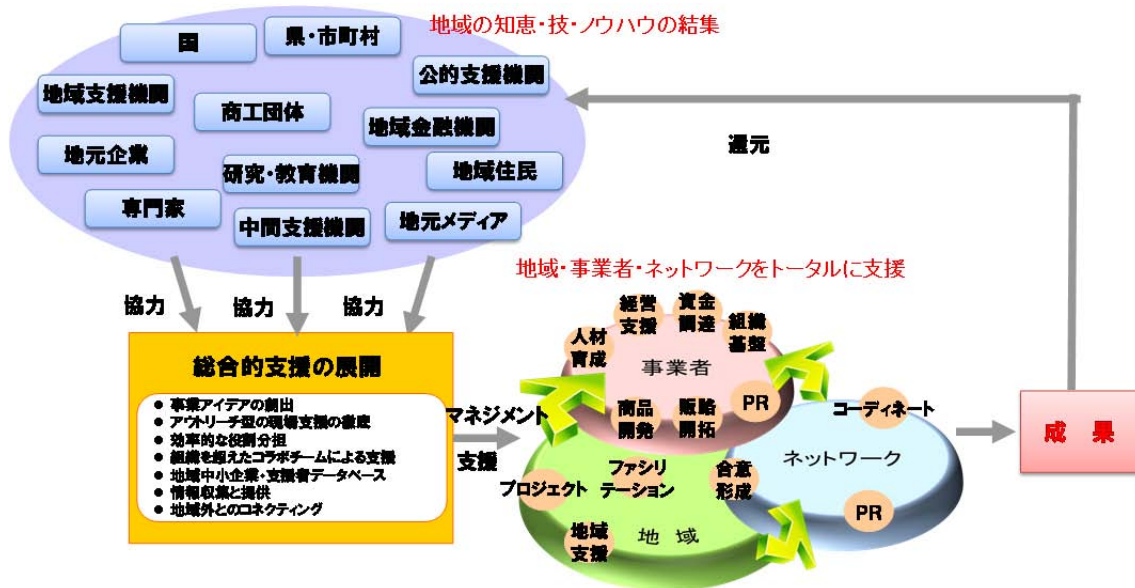 地域の知恵・技・ノウハウの結集
国
県・市町村
公的支援機関
地域支援機関
商工団体
地域金融機関
地元企業
研究・教育機関
地域住民
専門家
中間支援機関
地元メディア
還元
協力
協力
協力
地域・事業者・ネットワークをトータルに支援
総合的支援の展開
● 事業アイデアの創出
● アウトリーチ型の現場支援の徹底
● 効率的な役割分担
● 組織を超えたコラボチームによる支援
● 地域中小企業・支援者データベース
● 情報収集と提供
● 地域外とのコネクティング
マネジメント
支援
人材
育成
経営
支援
資金
調達
組織
基盤
事業者
商品
開発
販路
開拓
PR
コーディネート
ネットワーク
PR
プロジェクト
ファシリ
テーション
合意
形成
地域
支援
地 域
成 果